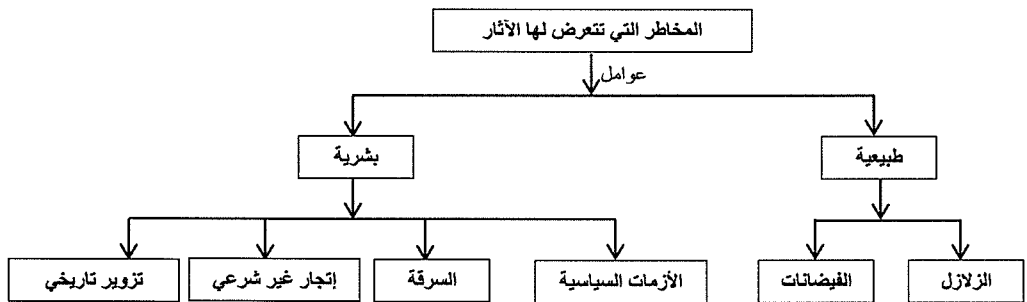 المخاطر التي تتعرض لها الآثار
عوامل
طبيعية
بشرية
الزلازل
الفيضانات
الأزمات السياسية
السرقة
إتجار غير شرعي
تزوير تاريخي